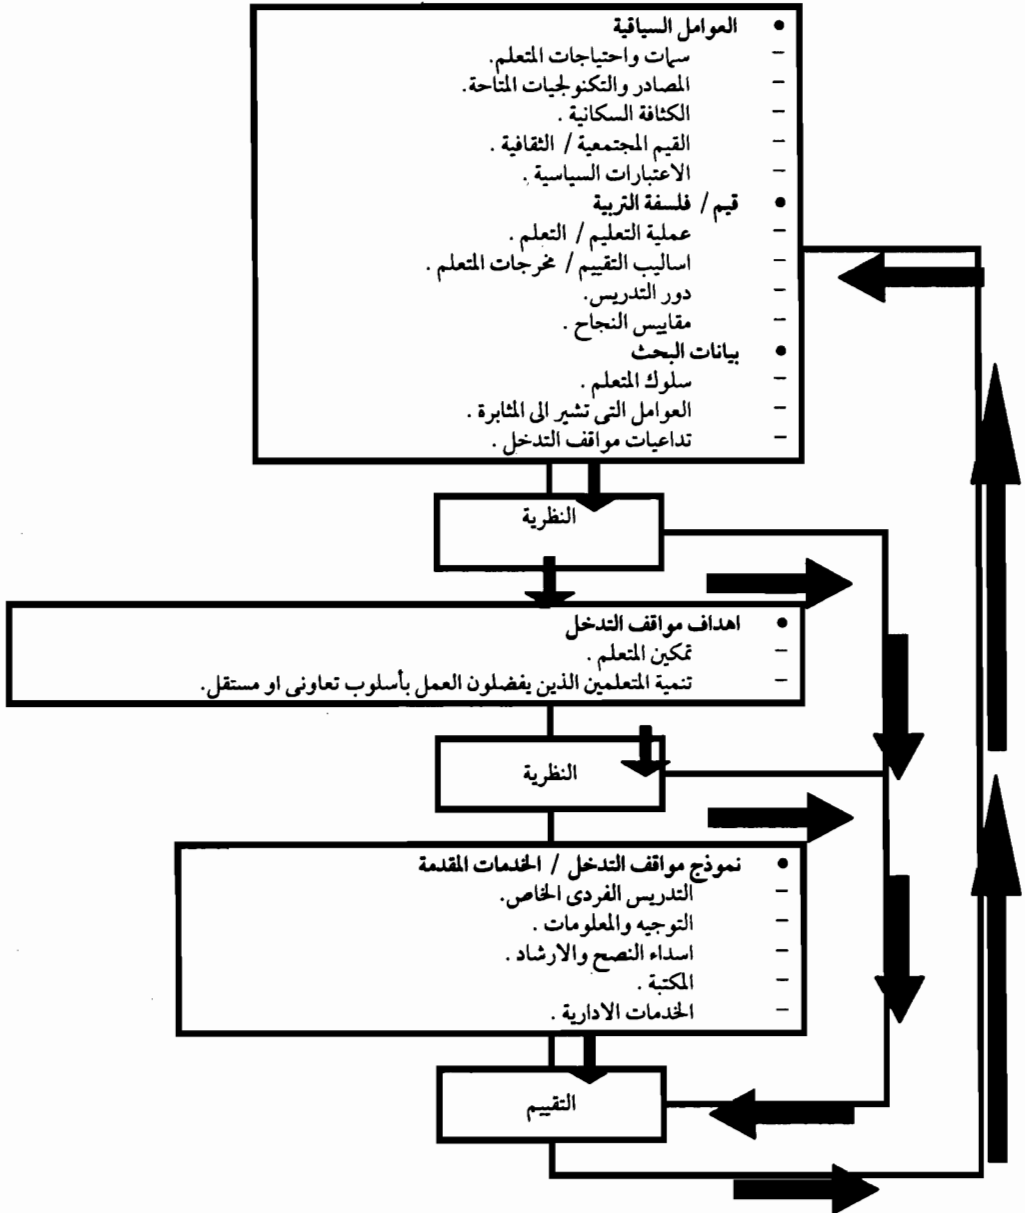 • العوامل السياقية
– سمات واحتياجات المتعلم.
– المصادر والتكنولجيات المتاحة.
– الكثافة السكانية .
– القيم المجتمعية / الثقافية .
– الاعتبارات السياسية .
• قيم / فلسفة التربية
– عملية التعليم / التعلم .
– اساليب التقييم / مخرجات المتعلم .
– دور التدريس.
– مقاييس النجاح .
• بيانات البحث
– سلوك المتعلم .
– العوامل التى تشير الى المثابرة .
– تداعيات مواقف التدخل .
النظرية
• اهداف مواقف التدخل
– تمكين المتعلم .
– تنمية المتعلمين الذين يفضلون العمل بأسلوب تعاونى او مستقل.
النظرية
• نموذج مواقف التدخل / الخدمات المقدمة
– التدريس الفردى الخاص.
– التوجيه والمعلومات .
– اسداء النصح والارشاد .
– المكتبة .
– الخدمات الادارية .
التقييم